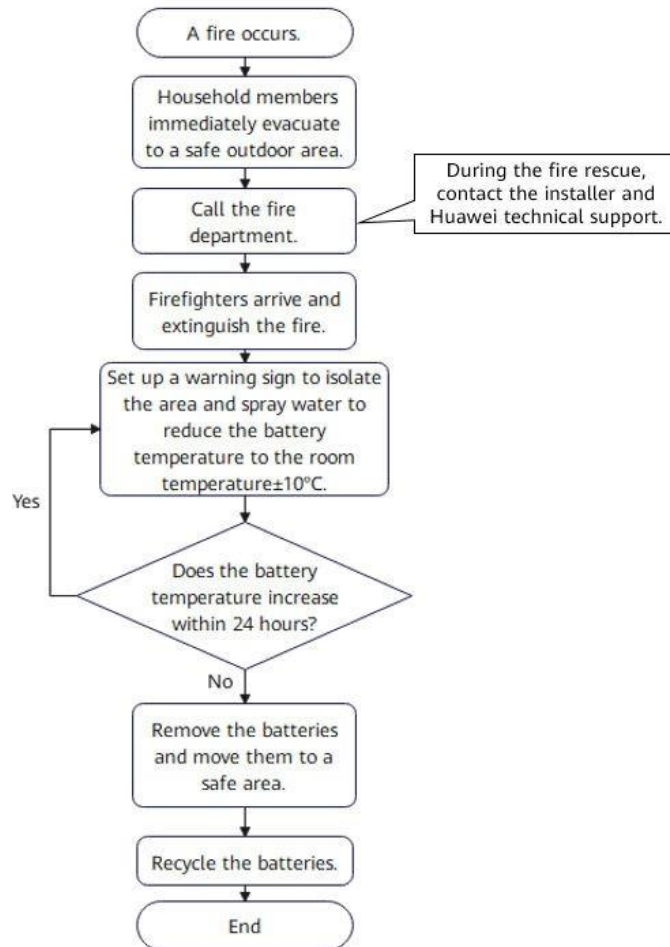 A fire occurs.
Household members
immediately evacuate
to a safe outdoor area.
During the fire rescue,
contact the installer and
Huawei technical support.
Call the fire
department.
Firefighters arrive and
extinguish the fire.
Set up a warning sign to isolate
the area and spray water to
reduce the battery
temperature to the room
temperature±10°C.
Yes
Does the battery
temperature increase
within 24 hours?
No
Remove the batteries
and move them to a
safe area.
Recycle the batteries.
End